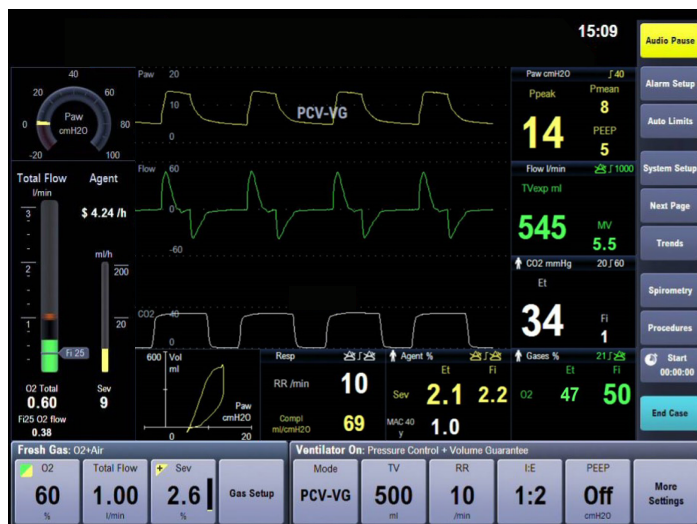 15:09
Audio Pause
Alarm Setup
Auto Limits
System Setup
Next Page
Trends
Spirometry
Procedures
Start
00:00:00
End Case
40
20
60
0
80
-20
100
Paw
cmH2O
Paw
20
10
0
PCV-VG
Paw cmH2O
40
Ppeak
14
Pmean
8
PEEP
5
Total Flow
l/min
3
2
1
Fi 25
Agent
$ 4.24 /h
ml/h
200
20
Flow
60
0
-60
Flow l/min
1000
TVexp ml
545
MV
5.5
CO2
40
0
CO2 mmHg
20 60
Et
34
Fi
1
O2 Total
0.60
Fi25 O2 flow
0.38
Sev
9
600
Vol
ml
Paw
cmH2O
0
20
Resp
RR /min
10
Compl
ml/cmH2O
69
Agent %
Et
Fi
Sev
2.1
2.2
MAC 40
y
1.0
Gases %
21
Et
Fi
O2
47
50
Fresh Gas: O2+Air
O2
60
%
Total Flow
1.00
l/min
Sev
2.6
%
Gas Setup
Ventilator On: Pressure Control + Volume Guarantee
Mode
PCV-VG
TV
500
ml
RR
10
/min
I:E
1:2
PEEP
Off
cmH2O
More
Settings